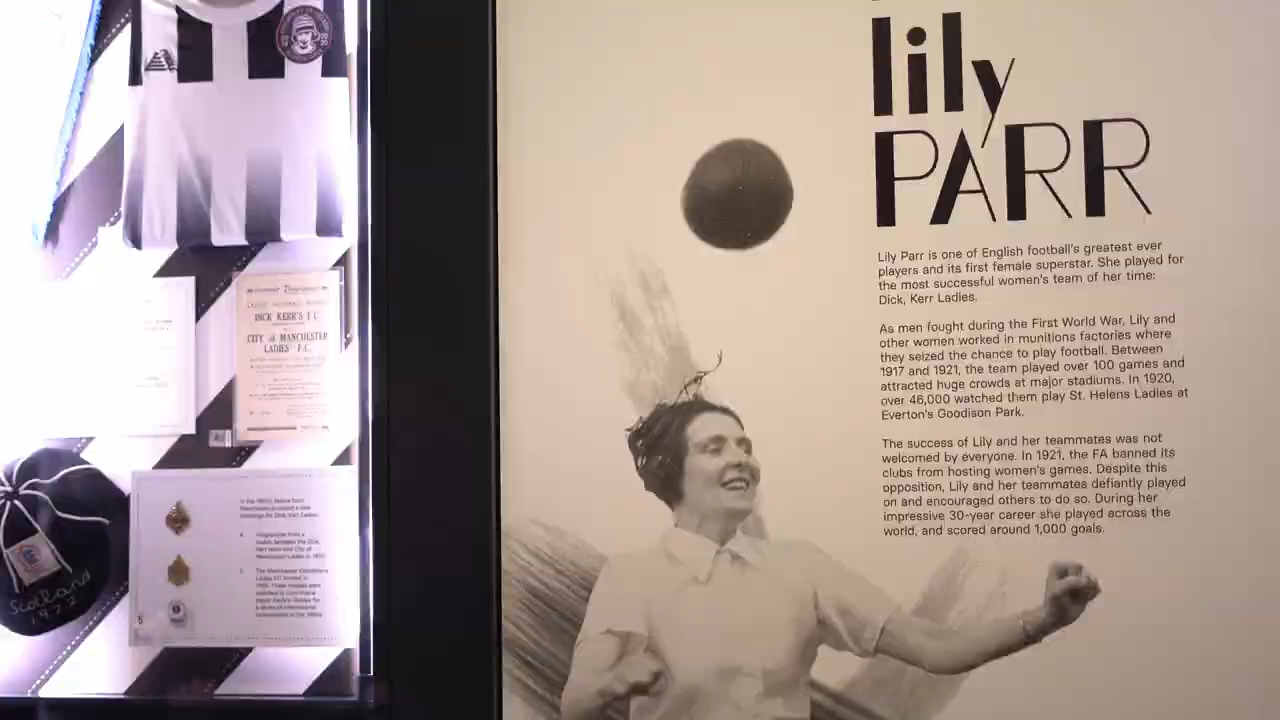 lily
PARR
Lily Parr is one of English football's greatest ever
players and its first female superstar. She played for
the most successful women's team of her time:
Dick, Kerr Ladies.
As men fought during the First World War, Lily and
other women worked in munitions factories where
they seized the chance to play football. Between
1917 and 1921, the team played over 100 games and
attracted huge crowds at major stadiums. In 1920,
over 46,000 watched them play St. Helens Ladies at
Everton's Goodison Park.
The success of Lily and her teammates was not
welcomed by everyone. In 1921, the FA banned its
clubs from hosting women's games. Despite this
opposition, Lily and her teammates defiantly played
on and encouraged others to do so. During her
impressive 30-year career she played across the
world, and scored around 1,000 goals.
DICK KERR'S F.C.
CITY of MANCHESTER
LADIES F.C.
Scotland
1977
5